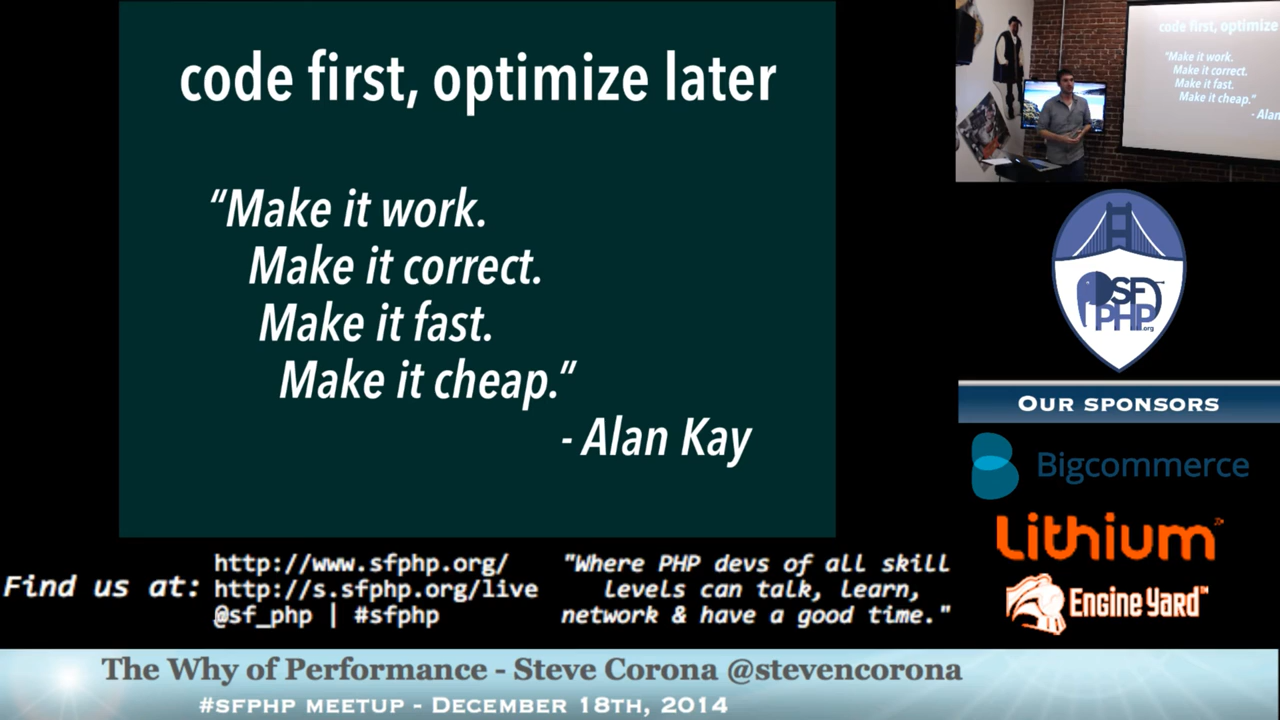 code first, optimize later
“Make it work.
Make it correct.
Make it fast.
Make it cheap.”
- Alan Kay
code first, optimize
“Make it work.
Make it correct.
Make it fast.
Make it cheap.”
- Alan
SF
PHP
.org
OUR SPONSORS
Bigcommerce
Lithium™
ENGINE YARD™
Find us at:
http://www.sfphp.org/
http://s.sfphp.org/live
@sf_php | #sfphp
"Where PHP devs of all skill
levels can talk, learn,
network & have a good time."
The Why of Performance - Steve Corona @stevencorona
#SFPHP MEETUP - DECEMBER 18TH, 2014